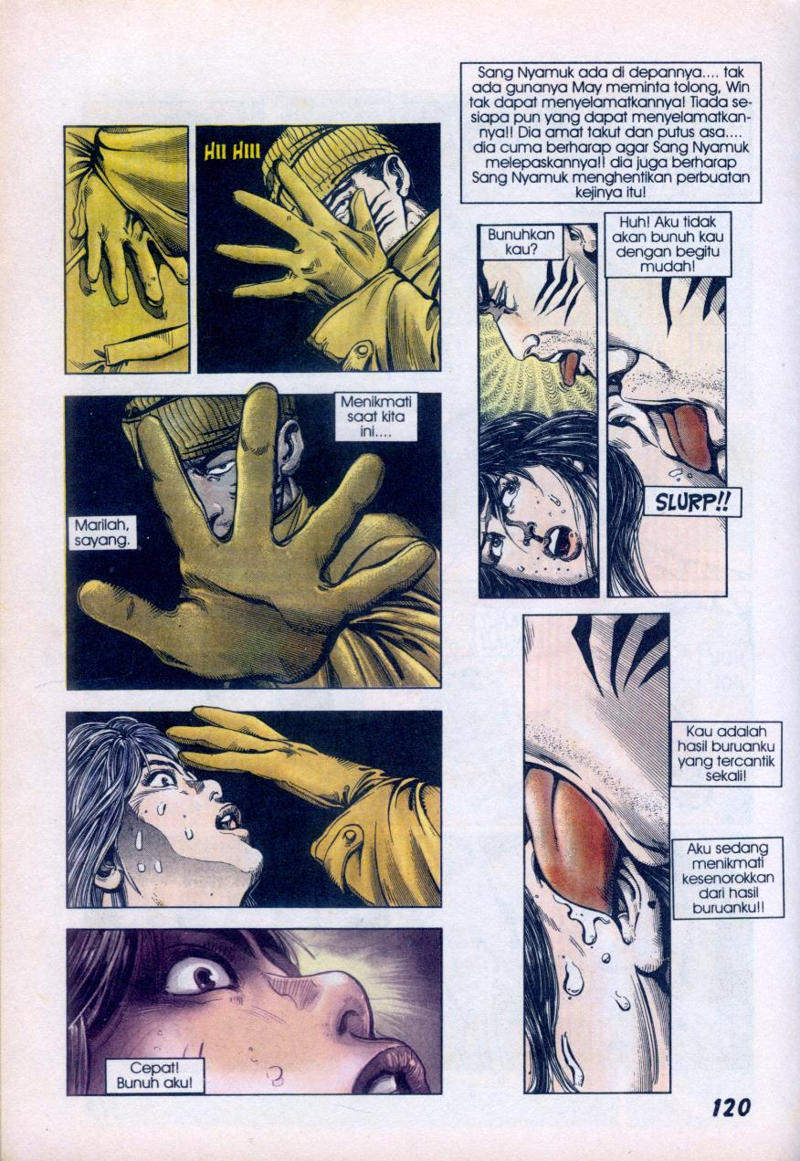 HII HIII
Menikmati
saat kita
ini....
Marilah,
sayang.
Cepat!
Bunuh aku!
Sang Nyamuk ada di depannya.... tak
ada gunanya May meminta tolong, Win
tak dapat menyelamatkannya! Tiada se-
siapa pun yang dapat menyelamatkan-
nya!! Dia amat takut dan putus asa....
dia cuma berharap agar Sang Nyamuk
melepaskannya!! dia juga berharap
Sang Nyamuk menghentikan perbuatan
kejinya itu!
Bunuhkan
kau?
Huh! Aku tidak
akan bunuh kau
dengan begitu
mudah!
SLURP!!
Kau adalah
hasil buruanku
yang tercantik
sekali!
Aku sedang
menikmati
kesenorokkan
dari hasil
buruanku!!
120